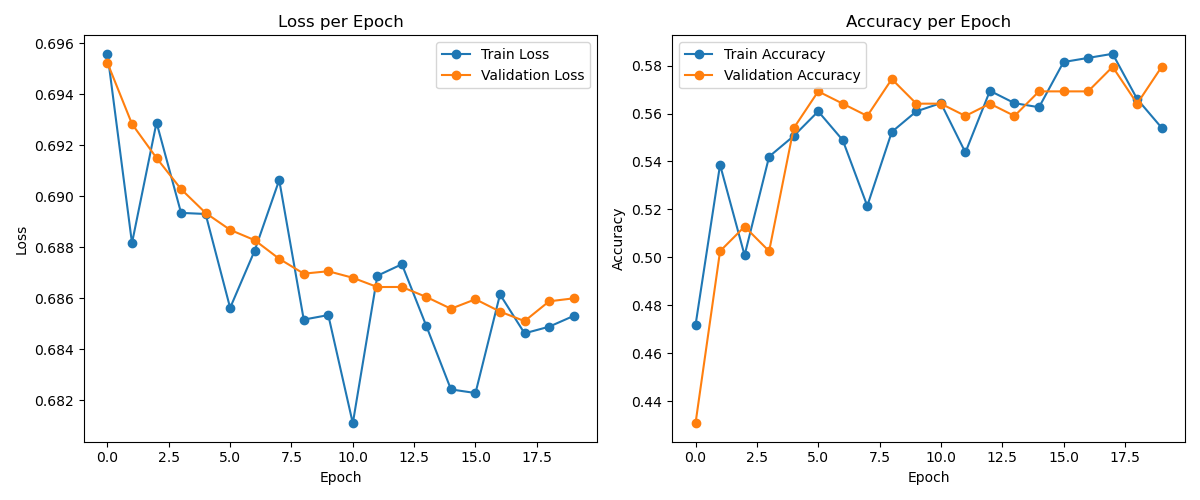 Loss per Epoch
Train Loss
Validation Loss
0.696
0.694
0.692
0.690
0.688
0.686
0.684
0.682
Loss
0.0 2.5 5.0 7.5 10.0 12.5 15.0 17.5
Epoch
Accuracy per Epoch
Train Accuracy
Validation Accuracy
0.58
0.56
0.54
0.52
0.50
0.48
0.46
0.44
Accuracy
0.0 2.5 5.0 7.5 10.0 12.5 15.0 17.5
Epoch